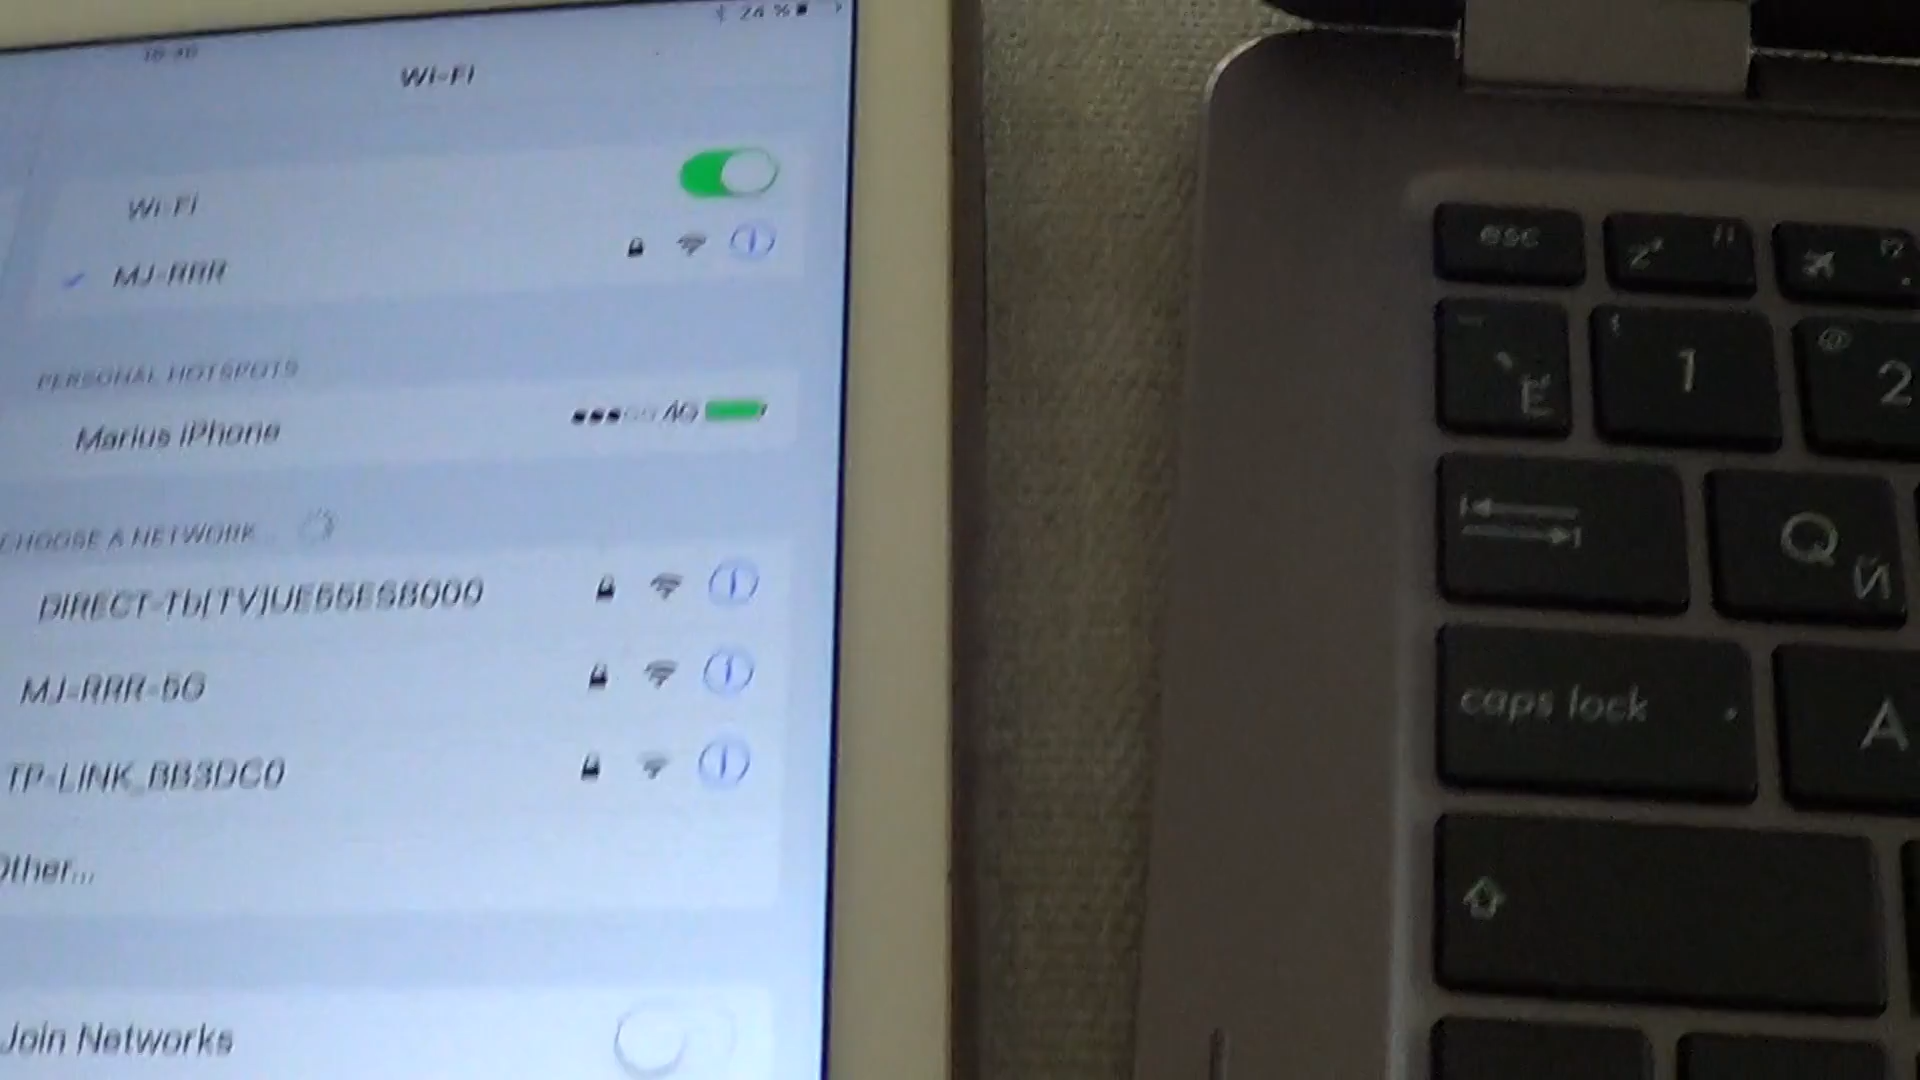 24 %
Wi-Fi
Wi-Fi
MJ-RRR
PERSONAL HOTSPOTS
Marius iPhone
4G
CHOOSE A NETWORK
DIRECT-Tb[TV]UE55ES8000
MJ-RRR-5G
TP-LINK_BB3DC0
Other...
Join Networks
esc
Ё
1
@ 2
Q Й
caps lock
A